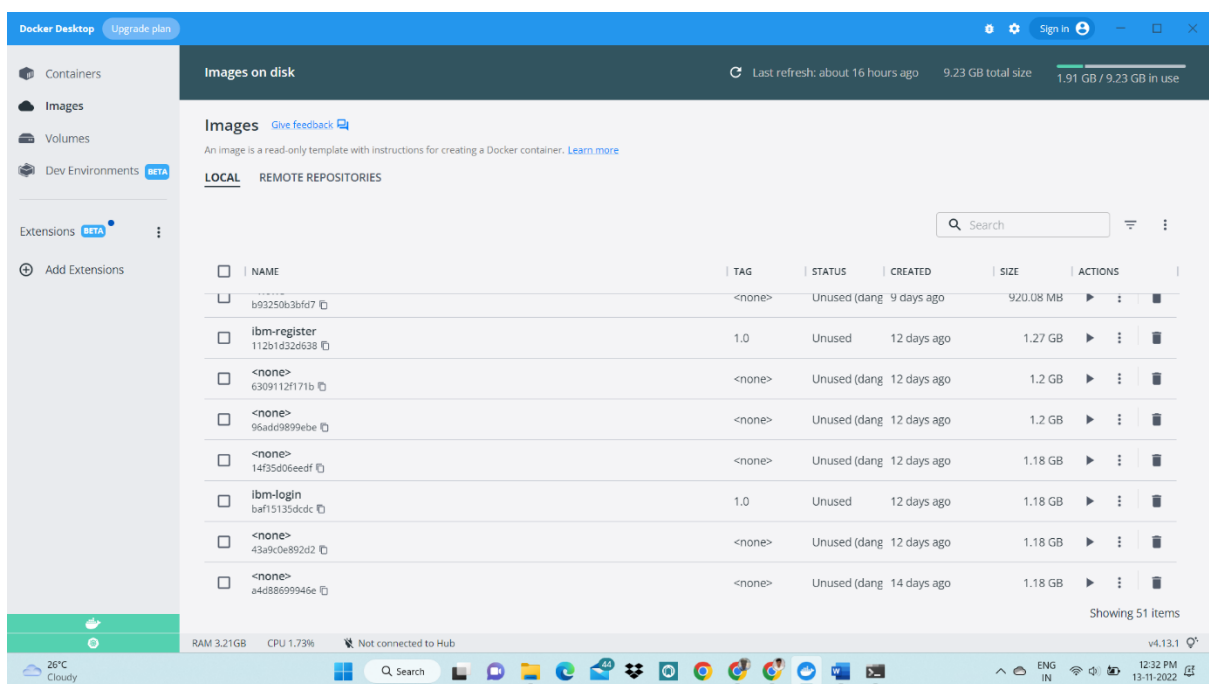 Docker Desktop Upgrade plan Sign in
Containers
Images
Volumes
Dev Environments BETA
Extensions BETA
Add Extensions
Images on disk Last refresh: about 16 hours ago 9.23 GB total size 1.91 GB / 9.23 GB in use
Images Give feedback
An image is a read-only template with instructions for creating a Docker container. Learn more
LOCAL REMOTE REPOSITORIES
Search
NAME TAG STATUS CREATED SIZE ACTIONS
b93250b3bfd7 <none> Unused (dang 9 days ago 920.08 MB
ibm-register
112b1d32d638 1.0 Unused 12 days ago 1.27 GB
<none>
6309112f171b <none> Unused (dang 12 days ago 1.2 GB
<none>
96add9899ebe <none> Unused (dang 12 days ago 1.2 GB
<none>
14f35d06eedf <none> Unused (dang 12 days ago 1.18 GB
ibm-login
baf15135dcdc 1.0 Unused 12 days ago 1.18 GB
<none>
43a9c0e892d2 <none> Unused (dang 12 days ago 1.18 GB
<none>
a4d88699946e <none> Unused (dang 14 days ago 1.18 GB
Showing 51 items
RAM 3.21GB CPU 1.73% Not connected to Hub v4.13.1
26°C
Cloudy
Search
44
ENG
IN
12:32 PM
13-11-2022